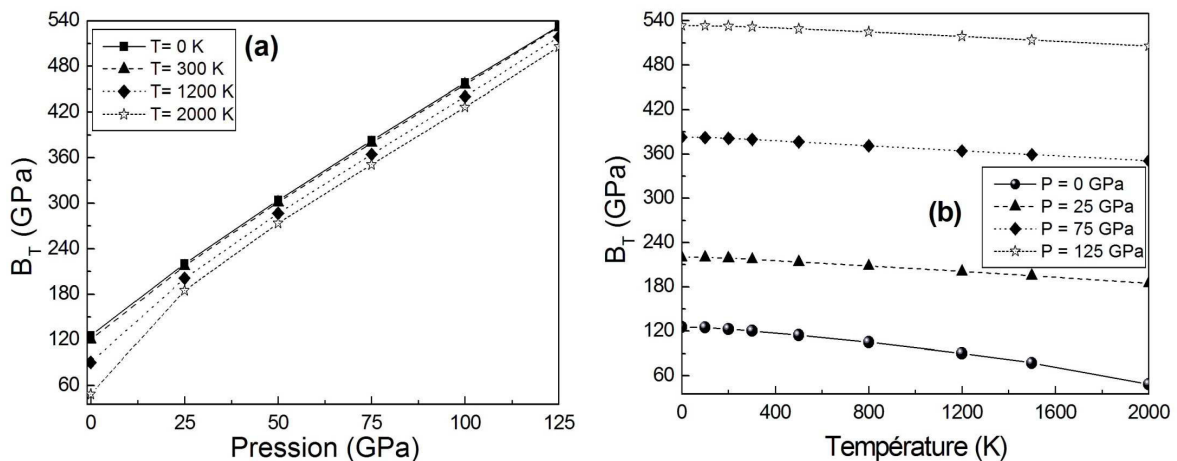 540
480
420
360
300
240
180
120
60
B_T (GPa)
T= 0 K
T= 300 K
T= 1200 K
T= 2000 K
(a)
0 25 50 75 100 125
Pression (GPa)
540
480
420
360
300
240
180
120
60
B_T (GPa)
P = 0 GPa
P = 25 GPa
P = 75 GPa
P = 125 GPa
(b)
0 400 800 1200 1600 2000
Température (K)